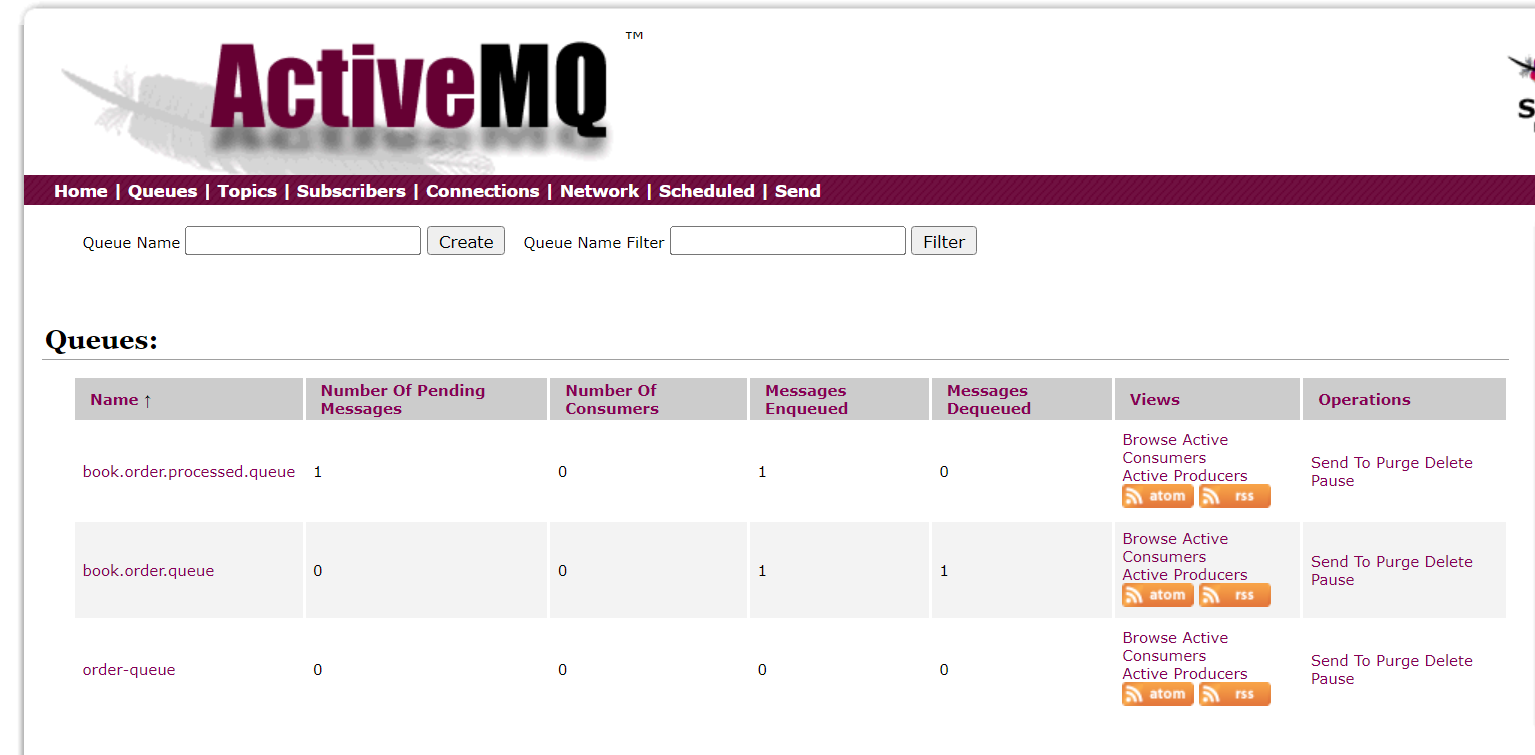 ActiveMQ ™
Home | Queues | Topics | Subscribers | Connections | Network | Scheduled | Send
Queue Name Create Queue Name Filter Filter
Queues:
Name ↑ Number Of Pending Messages Number Of Consumers Messages Enqueued Messages Dequeued Views Operations
book.order.processed.queue 1 0 1 0 Browse Active Consumers Active Producers atom rss Send To Purge Delete Pause
book.order.queue 0 0 1 1 Browse Active Consumers Active Producers atom rss Send To Purge Delete Pause
order-queue 0 0 0 0 Browse Active Consumers Active Producers atom rss Send To Purge Delete Pause